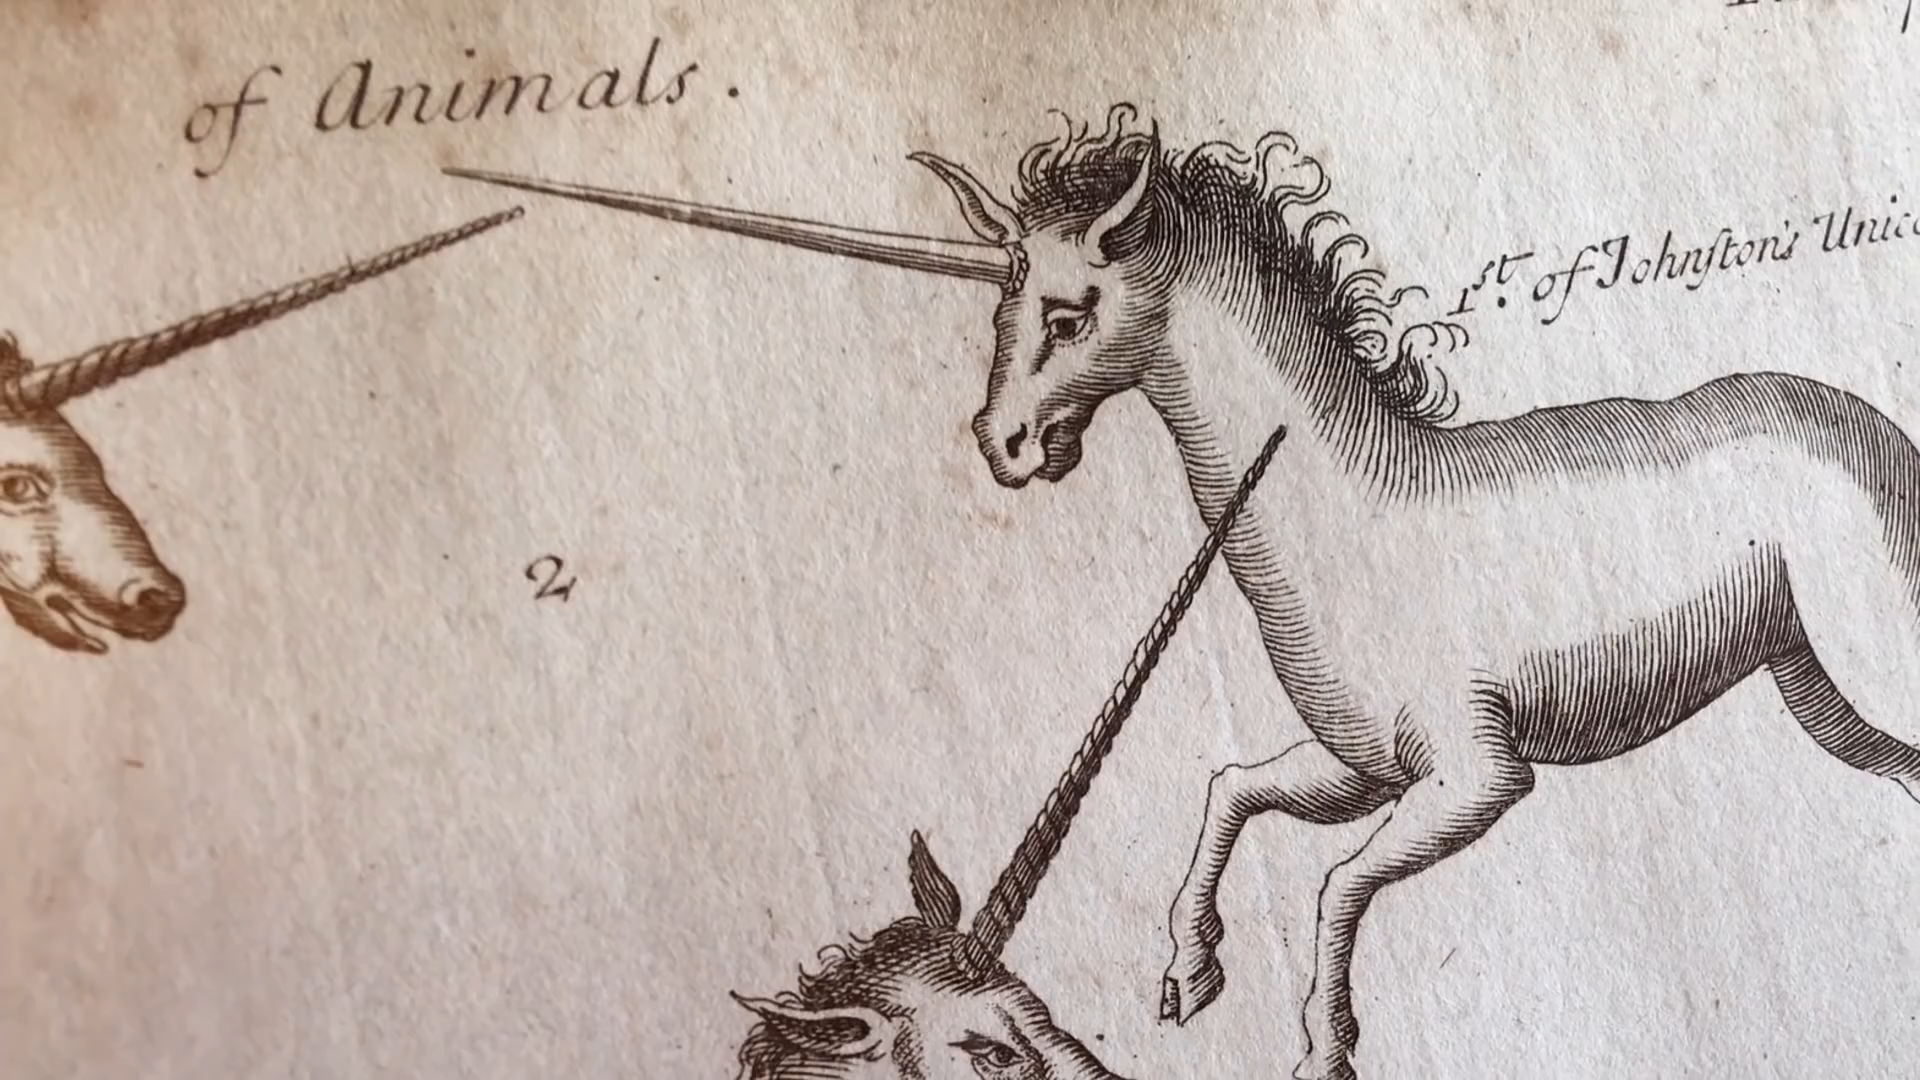 of Animals.
1st. of Johnſton's Unic
2